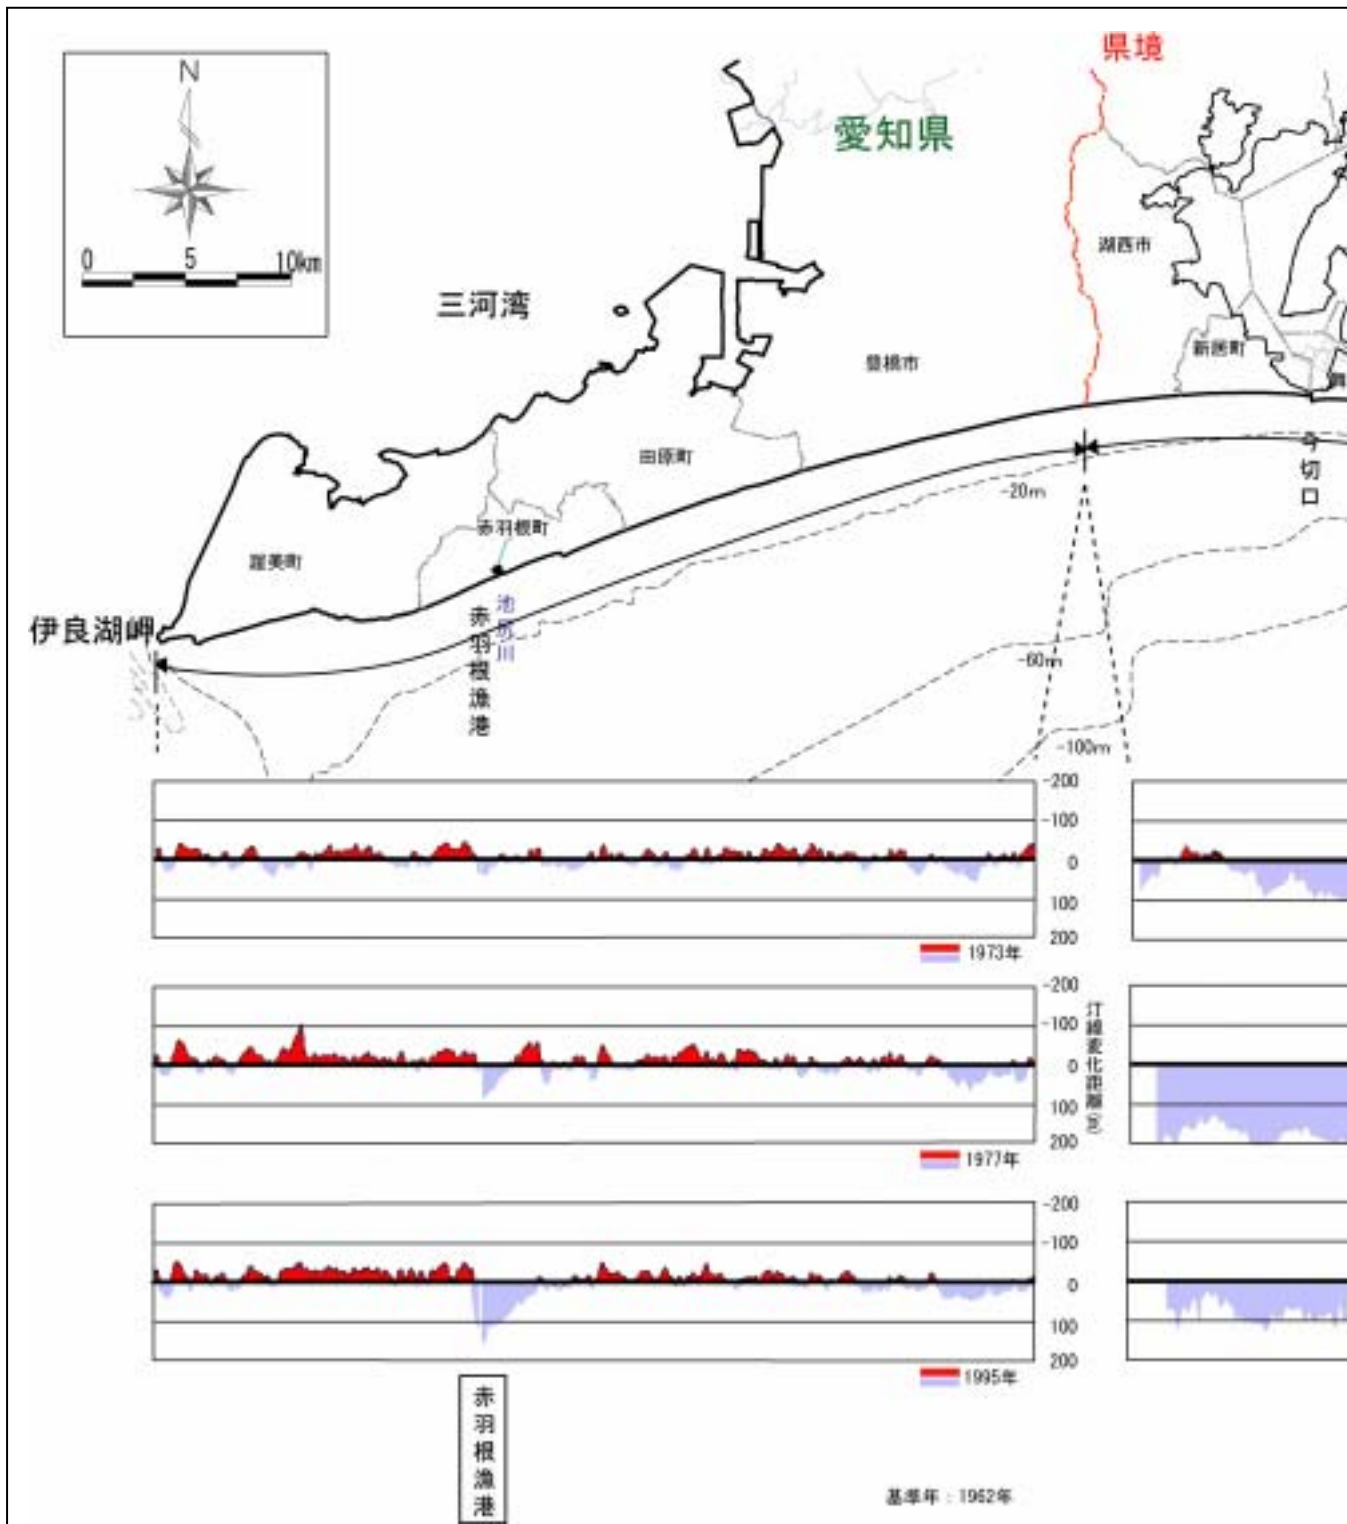 県境
N
愛知県
0 5 10km
湖西市
三河湾
新居町
豊橋市
田原町
今切口
-20m
赤羽根町
渥美町
池尻川
赤羽根漁港
伊良湖岬
-60m
-100m
-200
-100
0
100
200
1973年
-200
-100
0
100
200
汀線変化距離(m)
1977年
-200
-100
0
100
200
1995年
赤羽根漁港
基準年：1962年